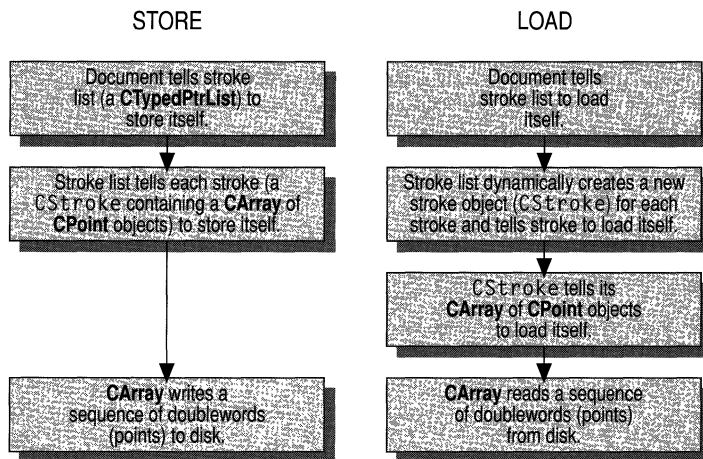 STORE
Document tells stroke
list (a CTypedPtrList) to
store itself.
Stroke list tells each stroke (a
CStroke containing a CArray of
CPoint objects) to store itself.
CArray writes a
sequence of doublewords
(points) to disk.
LOAD
Document tells
stroke list to load
itself.
Stroke list dynamically creates a new
stroke object (CStroke) for each
stroke and tells stroke to load itself.
CStroke tells its
CArray of CPoint objects
to load itself.
CArray reads a sequence
of doublewords (points)
from disk.